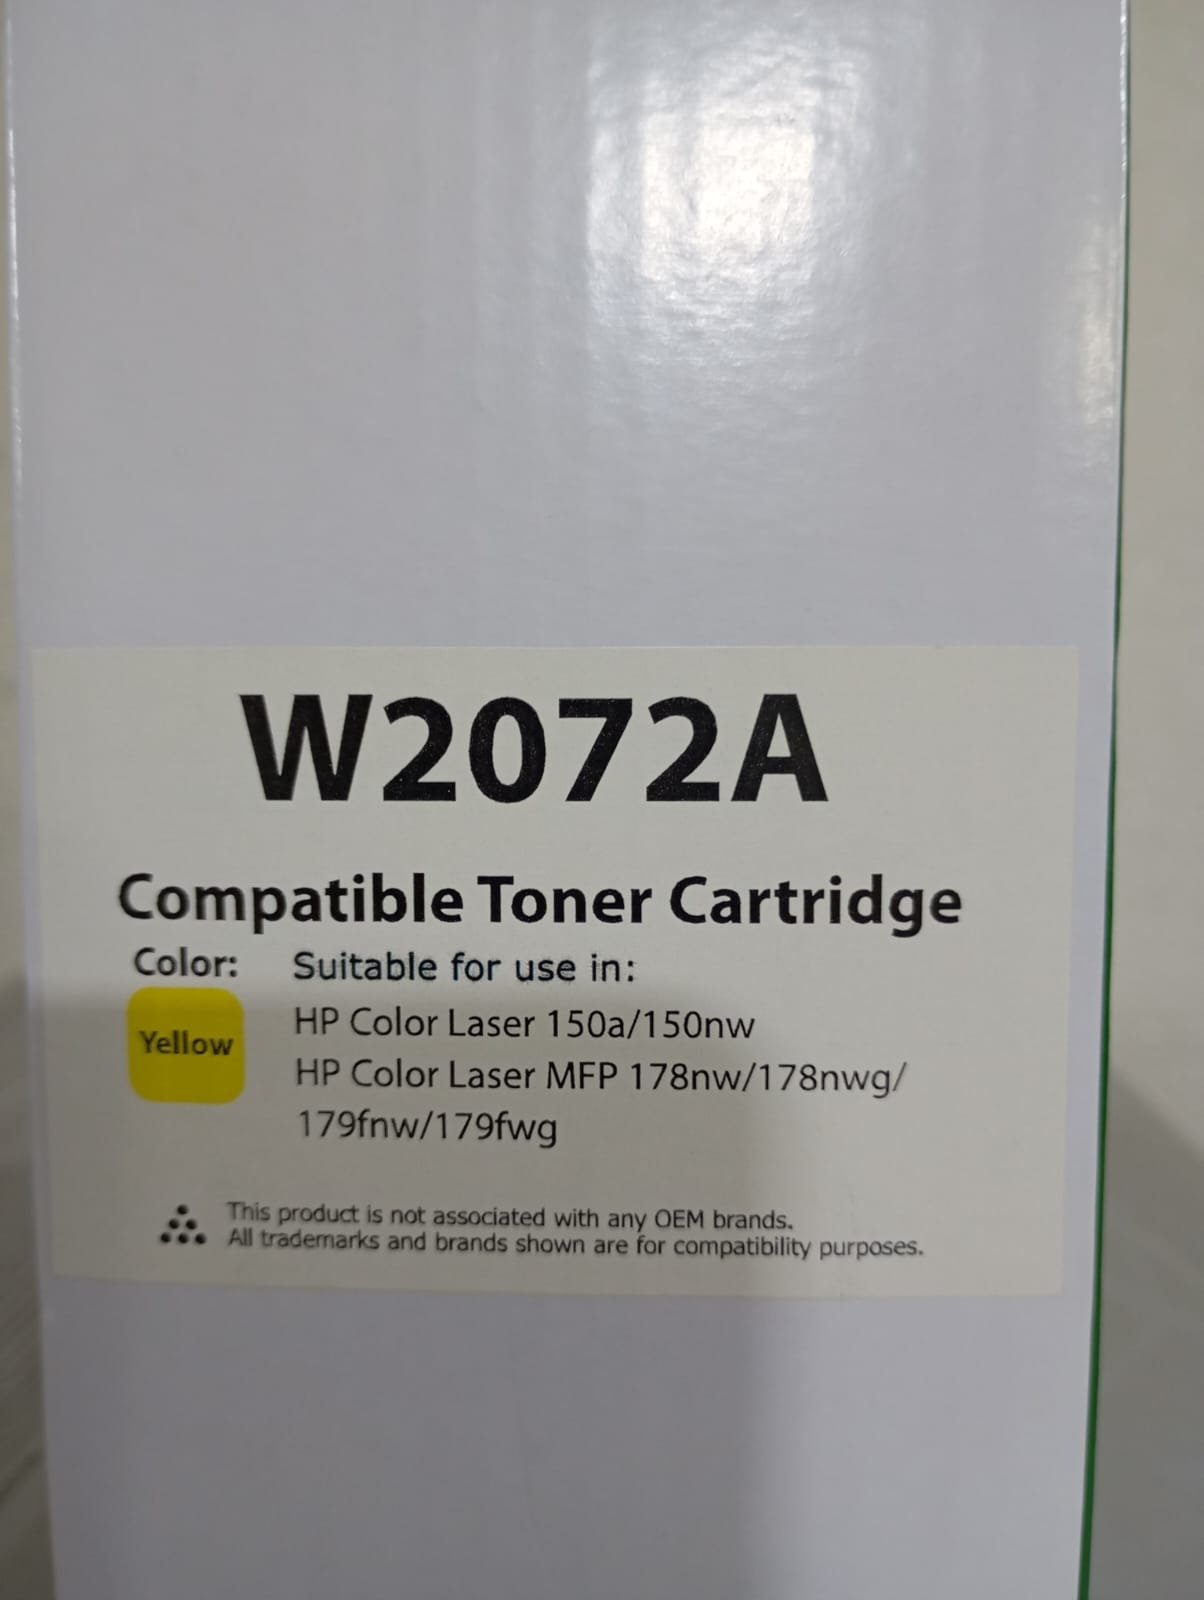 W2072A
Compatible Toner Cartridge
Color:
Yellow
Suitable for use in:
HP Color Laser 150a/150nw
HP Color Laser MFP 178nw/178nwg/
179fnw/179fwg
This product is not associated with any OEM brands.
All trademarks and brands shown are for compatibility purposes.